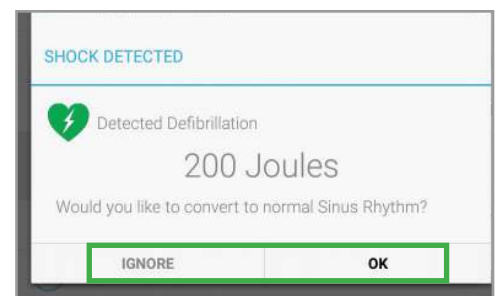 SHOCK DETECTED
Detected Defibrillation
200 Joules
Would you like to convert to normal Sinus Rhythm?
IGNORE OK